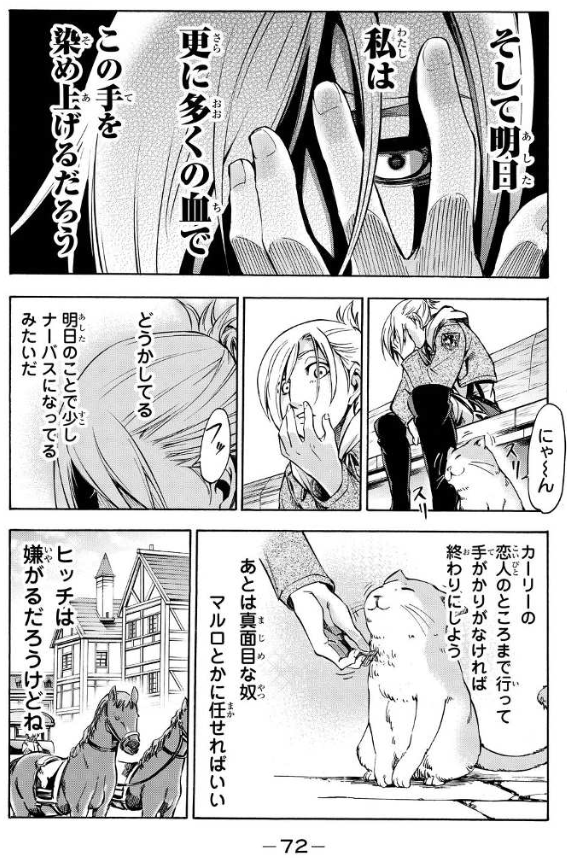 そして明日
私は
更に多くの血で
この手を
染め上げるだろう
にゃ〜ん
スリ
スリ
どうかしてる
フッ
明日のことで少し
ナーバスになってる
みたいだ
カーリーの
恋人のところまで行って
手がかりがなければ
終わりにしよう
あとは真面目な奴
マルロとかに任せればいい
ヒッチは
嫌がるだろうけどね
−72−